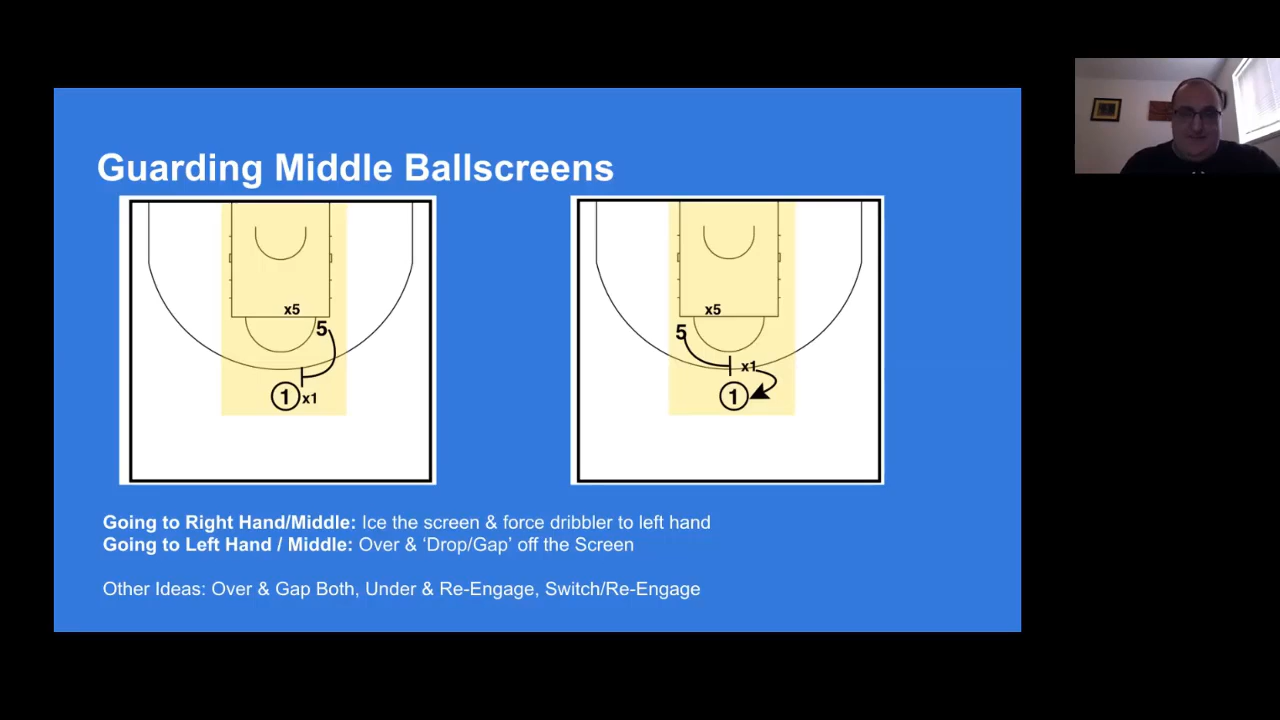 Guarding Middle Ballscreens
x5
5
1 x1
x5
5
x1
1
Going to Right Hand/Middle: Ice the screen & force dribbler to left hand
Going to Left Hand / Middle: Over & ‘Drop/Gap’ off the Screen
Other Ideas: Over & Gap Both, Under & Re-Engage, Switch/Re-Engage